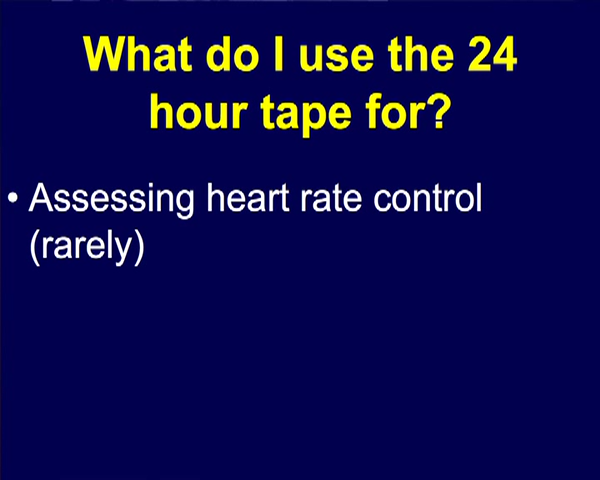 What do I use the 24
hour tape for?
• Assessing heart rate control
(rarely)